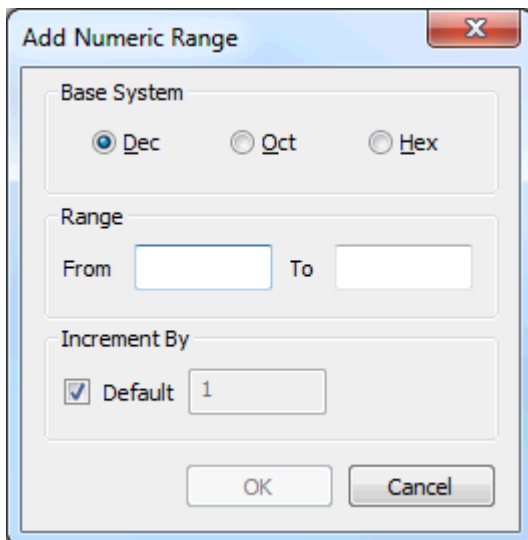 Add Numeric Range
Base System
Dec Oct Hex
Range
From To
Increment By
Default 1
OK Cancel